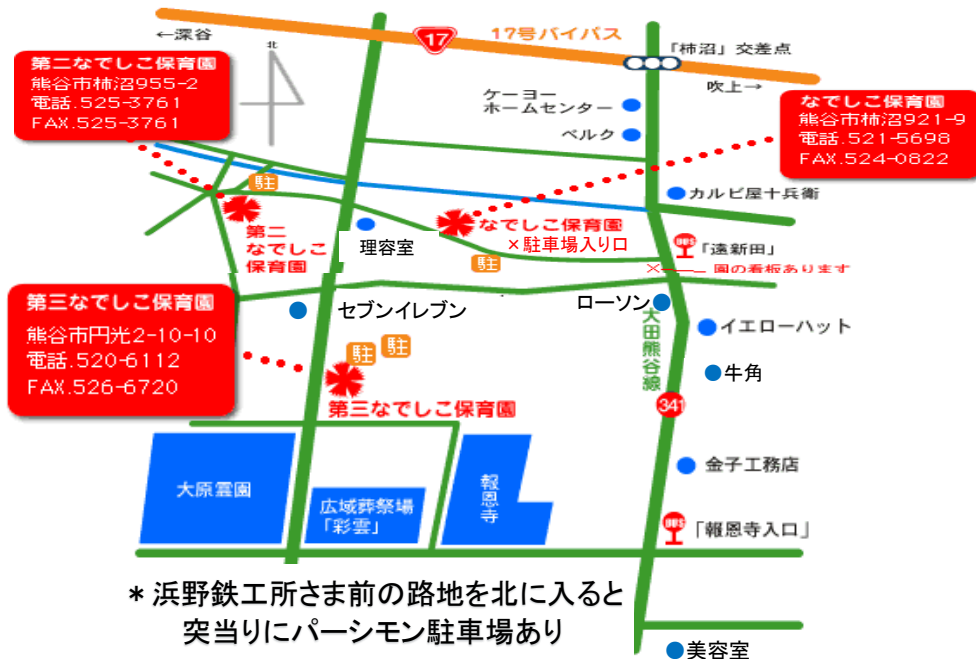 ←深谷
北
17
17号バイパス
「柿沼」交差点
吹上→
第二なでしこ保育園
熊谷市柿沼955-2
電話.525-3761
FAX.525-3761
ケーヨー
ホームセンター
ベルク
なでしこ保育園
熊谷市柿沼921-9
電話.521-5698
FAX.524-0822
駐
カルビ屋十兵衛
第二
なでしこ
保育園
理容室
なでしこ保育園
×駐車場入り口
駐
BUS
「遠新田」
×―― 園の看板あります
第三なでしこ保育園
熊谷市円光2-10-10
電話.520-6112
FAX.526-6720
セブンイレブン
ローソン
大田熊谷線
イエローハット
駐
駐
牛角
第三なでしこ保育園
341
大原霊園
広域葬祭場
「彩雲」
報恩寺
金子工務店
BUS
「報恩寺入口」
*浜野鉄工所さま前の路地を北に入ると
突当りにパーシモン駐車場あり
美容室